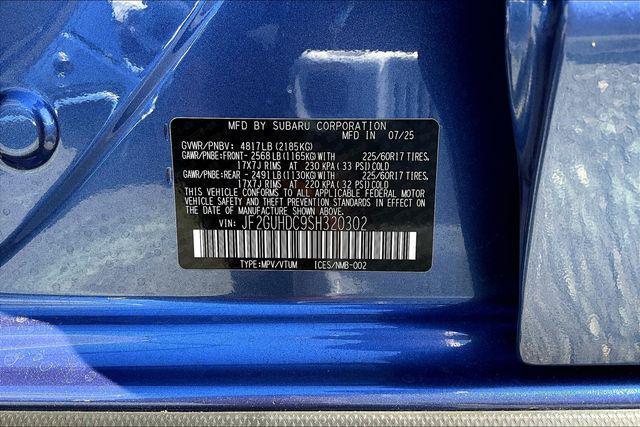 MFD BY SUBARU CORPORATION
MADE IN 07/25
GVWR/PNBV: 4817LB (2185KG)
GAWR/PNBE:FRONT- 2568 LB (1165KG) WITH 225/60R17 TIRES,
17X7J RIMS AT 230 KPA (33 PSI) COLD
GAWR/PNBE:REAR - 2491 LB (1130KG) WITH 225/60R17 TIRES,
17X7J RIMS AT 220 KPA (32 PSI) COLD
THIS VEHICLE CONFORMS TO ALL APPLICABLE FEDERAL MOTOR
VEHICLE SAFETY AND THEFT PREVENTION STANDARDS IN EFFECT ON
THE DATE OF MANUFACTURE SHOWN ABOVE.
VIN: JF2GUHDC9SH320302
TYPE:MPV/VTUM ICES/NMB-002